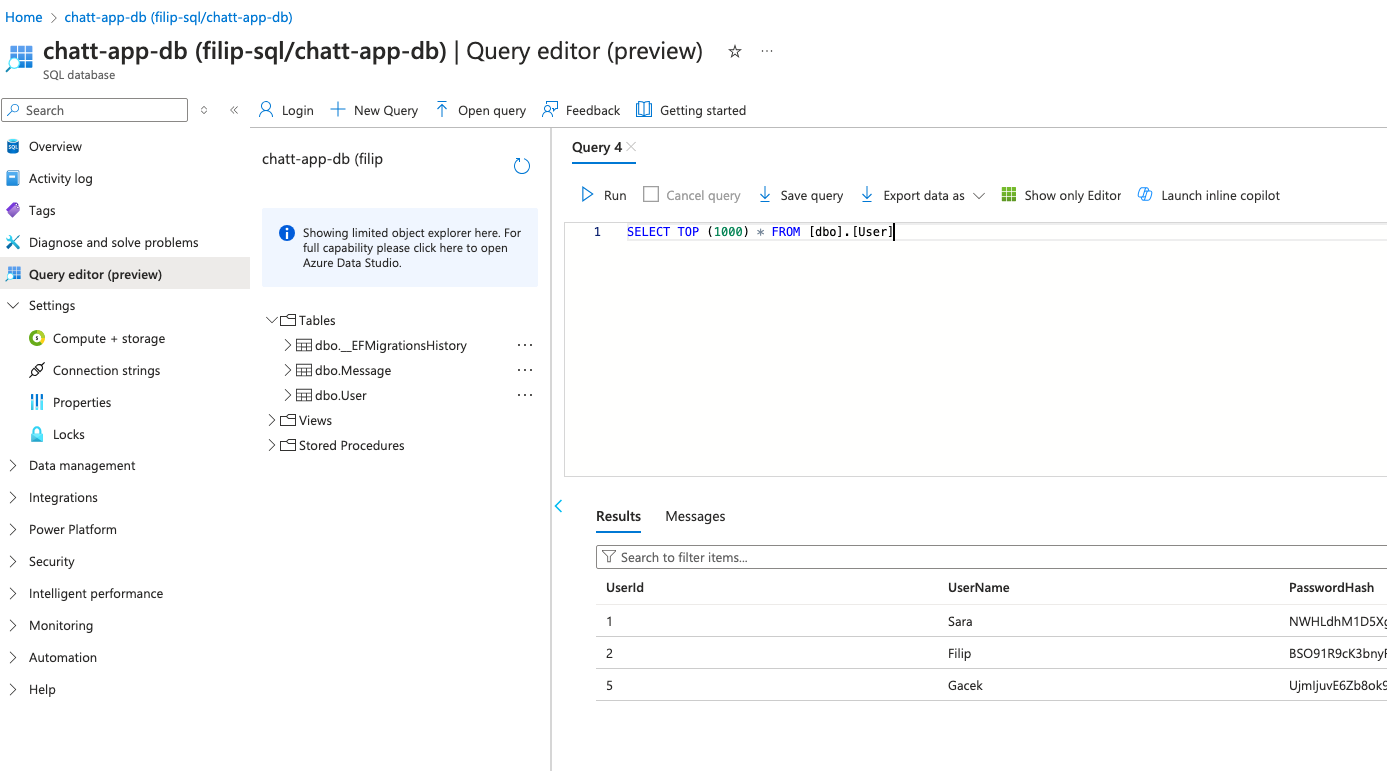 Home > chatt-app-db (filip-sql/chatt-app-db)
chatt-app-db (filip-sql/chatt-app-db) | Query editor (preview)
SQL database
Search
Login
New Query
Open query
Feedback
Getting started
Overview
Activity log
Tags
Diagnose and solve problems
Query editor (preview)
Settings
Compute + storage
Connection strings
Properties
Locks
Data management
Integrations
Power Platform
Security
Intelligent performance
Monitoring
Automation
Help
chatt-app-db (filip
Showing limited object explorer here. For
full capability please click here to open
Azure Data Studio.
Tables
dbo.__EFMigrationsHistory
dbo.Message
dbo.User
Views
Stored Procedures
Query 4
Run
Cancel query
Save query
Export data as
Show only Editor
Launch inline copilot
1 SELECT TOP (1000) * FROM [dbo].[User]
Results Messages
Search to filter items...
UserId UserName PasswordHash
1 Sara
2 Filip
5 Gacek